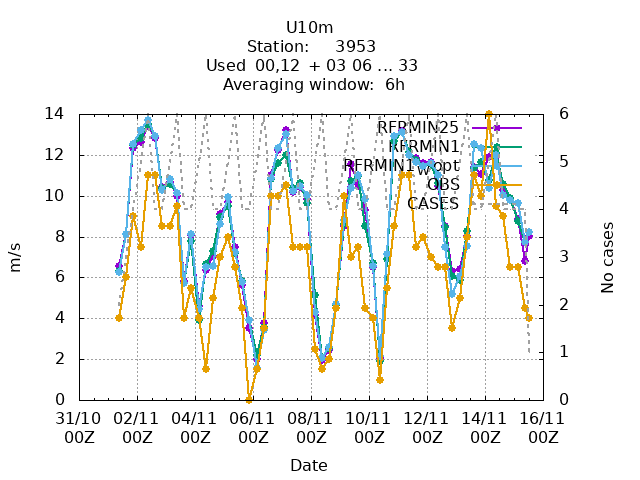 U10m
Station: 3953
Used 00,12 + 03 06 ... 33
Averaging window: 6h
14 6
RFRMIN25
12 RFRMIN1 5
RFRMIN1wopt
10 OBS
CASES 4
8
m/s No cases
3
6
2
4
2 1
0 0
31/10 02/11 04/11 06/11 08/11 10/11 12/11 14/11 16/11
00Z 00Z 00Z 00Z 00Z 00Z 00Z 00Z 00Z
Date